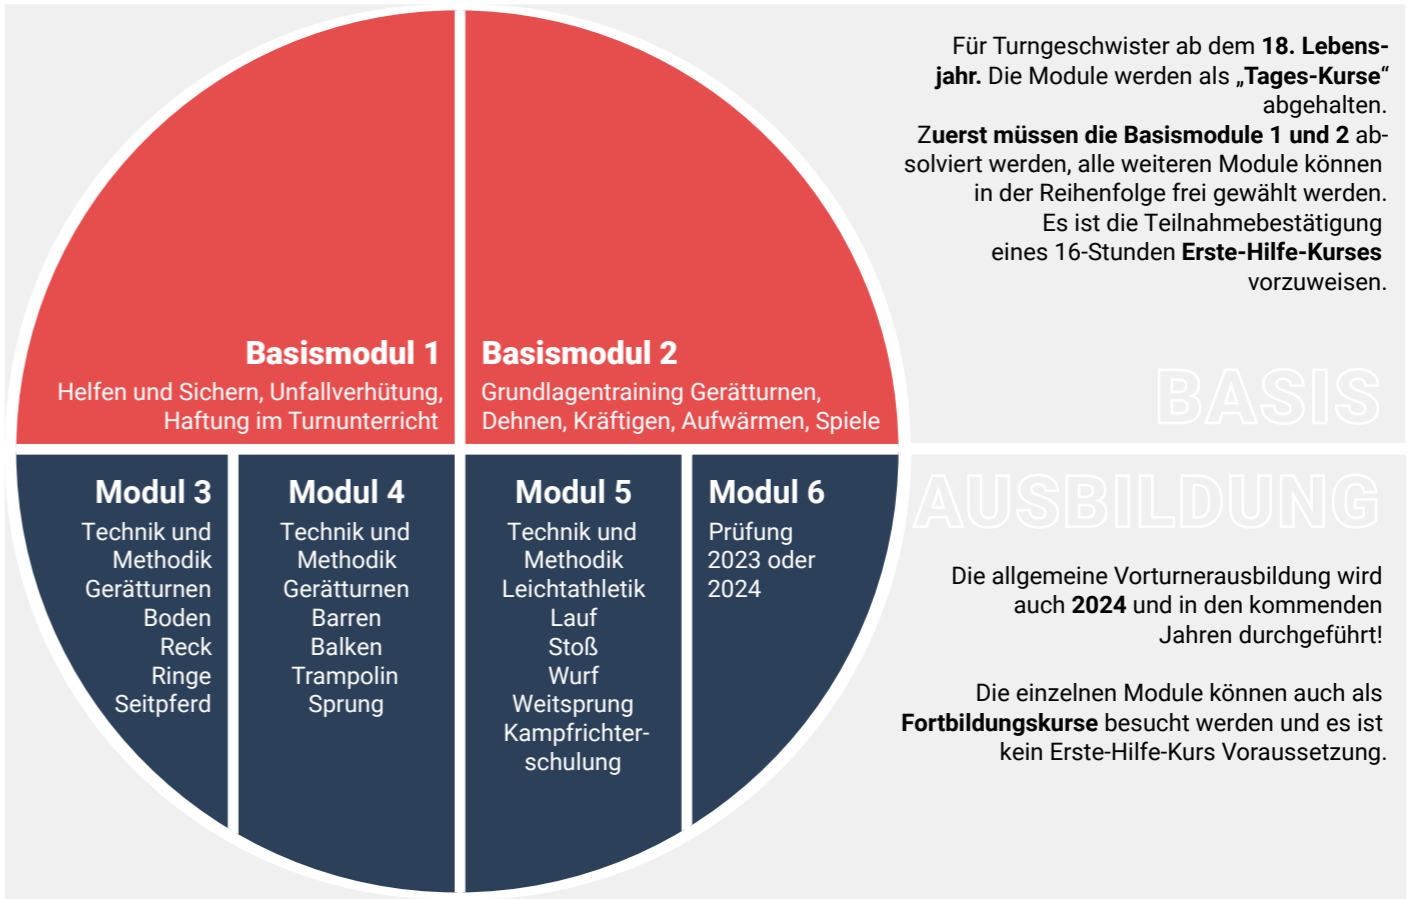 Für Turngeschwister ab dem 18. Lebens-
jahr. Die Module werden als „Tages-Kurse“
abgehalten.
Zuerst müssen die Basismodule 1 und 2 ab-
solviert werden, alle weiteren Module können
in der Reihenfolge frei gewählt werden.
Es ist die Teilnahmebestätigung
eines 16-Stunden Erste-Hilfe-Kurses
vorzuweisen.
Basismodul 1
Helfen und Sichern, Unfallverhütung,
Haftung im Turnunterricht
Basismodul 2
Grundlagentraining Gerätturnen,
Dehnen, Kräftigen, Aufwärmen, Spiele
BASIS
AUSBILDUNG
Modul 3
Technik und
Methodik
Gerätturnen
Boden
Reck
Ringe
Seitpferd
Modul 4
Technik und
Methodik
Gerätturnen
Barren
Balken
Trampolin
Sprung
Modul 5
Technik und
Methodik
Leichtathletik
Lauf
Stoß
Wurf
Weitsprung
Kampfrichter-
schulung
Modul 6
Prüfung
2023 oder
2024
Die allgemeine Vorturnerausbildung wird
auch 2024 und in den kommenden
Jahren durchgeführt!
Die einzelnen Module können auch als
Fortbildungskurse besucht werden und es ist
kein Erste-Hilfe-Kurs Voraussetzung.